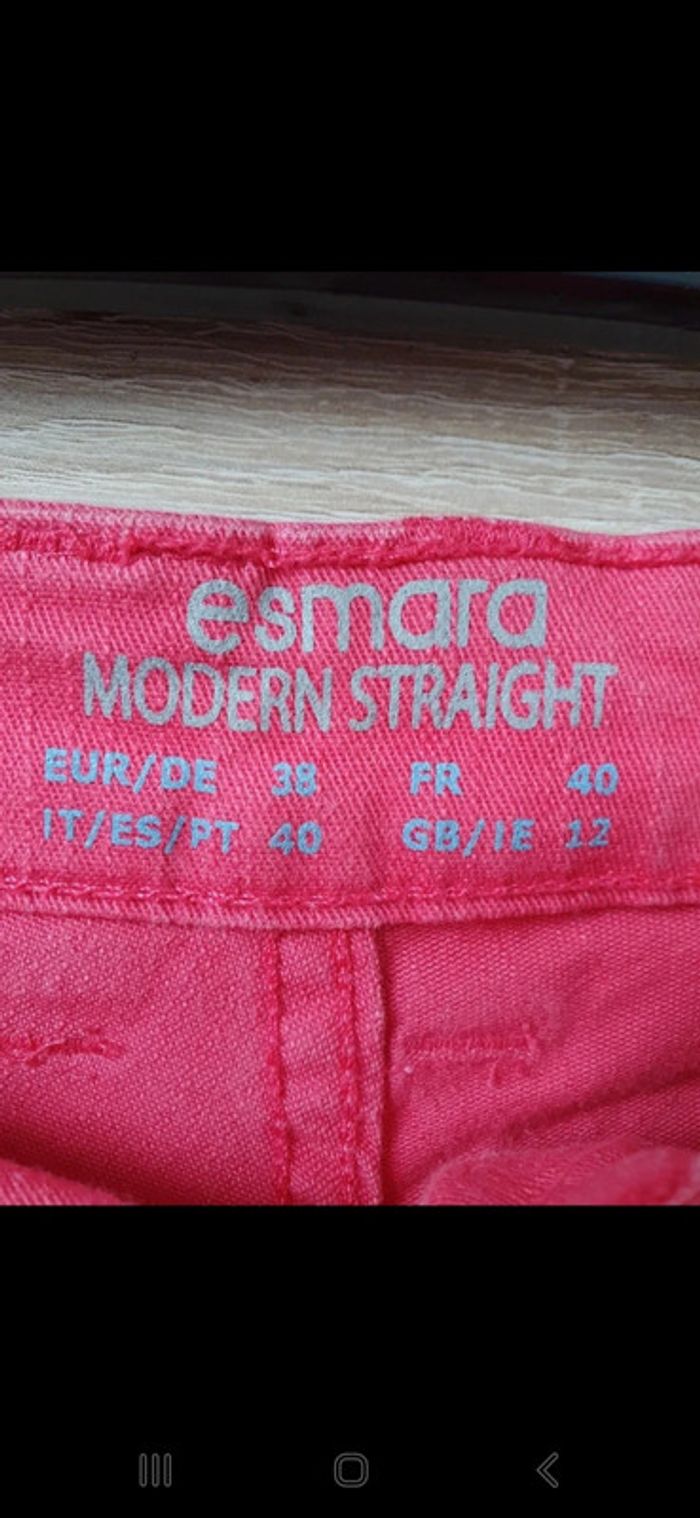 esmara
MODERN STRAIGHT
EUR/DE 38 FR 40
IT/ES/PT 40 GB/IE 12